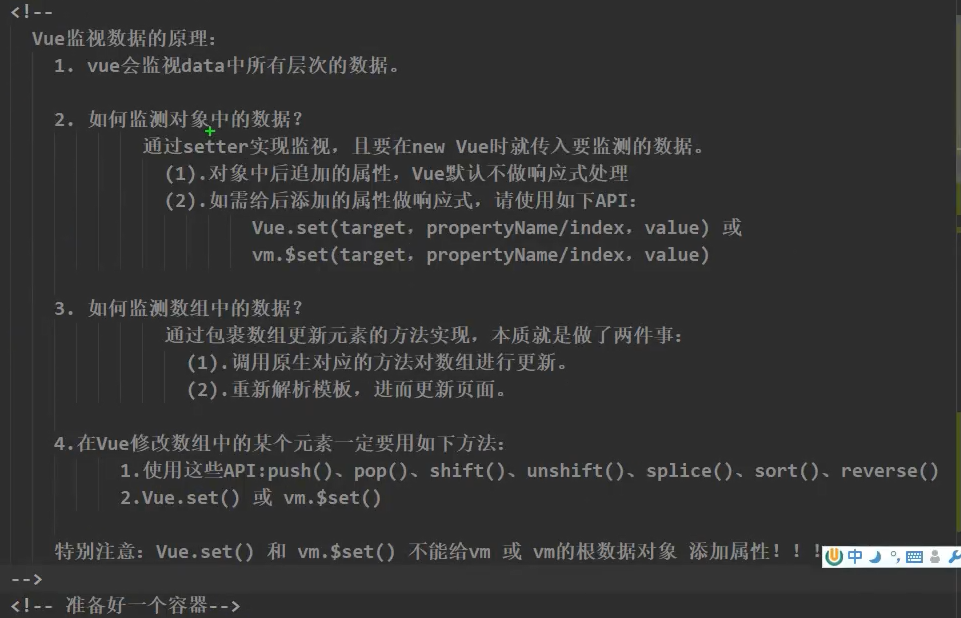 <!--
Vue监视数据的原理：
1. vue会监视data中所有层次的数据。
2. 如何监测对象中的数据？
通过setter实现监视，且要在new Vue时就传入要监测的数据。
(1).对象中后追加的属性，Vue默认不做响应式处理
(2).如需给后添加的属性做响应式，请使用如下API：
Vue.set(target，propertyName/index，value) 或
vm.$set(target，propertyName/index，value)
3. 如何监测数组中的数据？
通过包裹数组更新元素的方法实现，本质就是做了两件事：
(1).调用原生对应的方法对数组进行更新。
(2).重新解析模板，进而更新页面。
4.在Vue修改数组中的某个元素一定要用如下方法：
1.使用这些API:push()、pop()、shift()、unshift()、splice()、sort()、reverse()
2.Vue.set() 或 vm.$set()
特别注意：Vue.set() 和 vm.$set() 不能给vm 或 vm的根数据对象 添加属性！！！
中
-->
<!-- 准备好一个容器-->